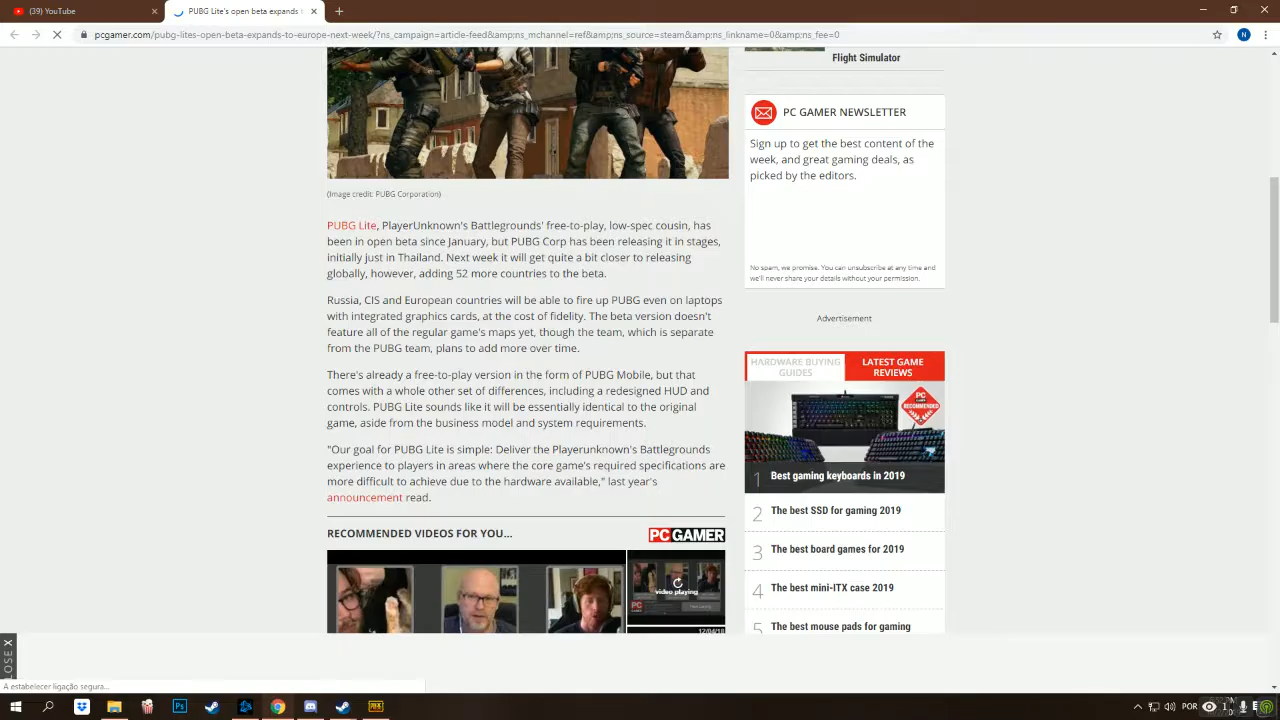 (39) YouTube
PUBG Lite's open beta expands t
pcgamer.com/pubg-lites-open-beta-expands-to-europe-next-week/?ns_campaign=article-feed&amp;ns_mchannel=ref&amp;ns_source=steam&amp;ns_linkname=0&amp;ns_fee=0
N
(Image credit: PUBG Corporation)
PUBG Lite, PlayerUnknown's Battlegrounds' free-to-play, low-spec cousin, has
been in open beta since January, but PUBG Corp has been releasing it in stages,
initially just in Thailand. Next week it will get quite a bit closer to releasing
globally, however, adding 52 more countries to the beta.
Russia, CIS and European countries will be able to fire up PUBG even on laptops
with integrated graphics cards, at the cost of fidelity. The beta version doesn't
feature all of the regular game's maps yet, though the team, which is separate
from the PUBG team, plans to add more over time.
There's already a free-to-play version in the form of PUBG Mobile, but that
comes with a whole other set of differences, including a redesigned HUD and
controls. PUBG Lite sounds like it will be essentially identical to the original
game, aside from the business model and system requirements.
"Our goal for PUBG Lite is simple: Deliver the Playerunknown's Battlegrounds
experience to players in areas where the core game's required specifications are
more difficult to achieve due to the hardware available," last year's
announcement read.
RECOMMENDED VIDEOS FOR YOU...
PC GAMER
video playing
PC
12/04/18
Flight Simulator
PC GAMER NEWSLETTER
Sign up to get the best content of the
week, and great gaming deals, as
picked by the editors.
No spam, we promise. You can unsubscribe at any time and
we'll never share your details without your permission.
Advertisement
HARDWARE BUYING
GUIDES
LATEST GAME
REVIEWS
RECOMMENDED
1 Best gaming keyboards in 2019
2 The best SSD for gaming 2019
3 The best board games for 2019
4 The best mini-ITX case 2019
5 The best mouse pads for gaming
LOSE X
A estabelecer ligação segura...
Ps
POR